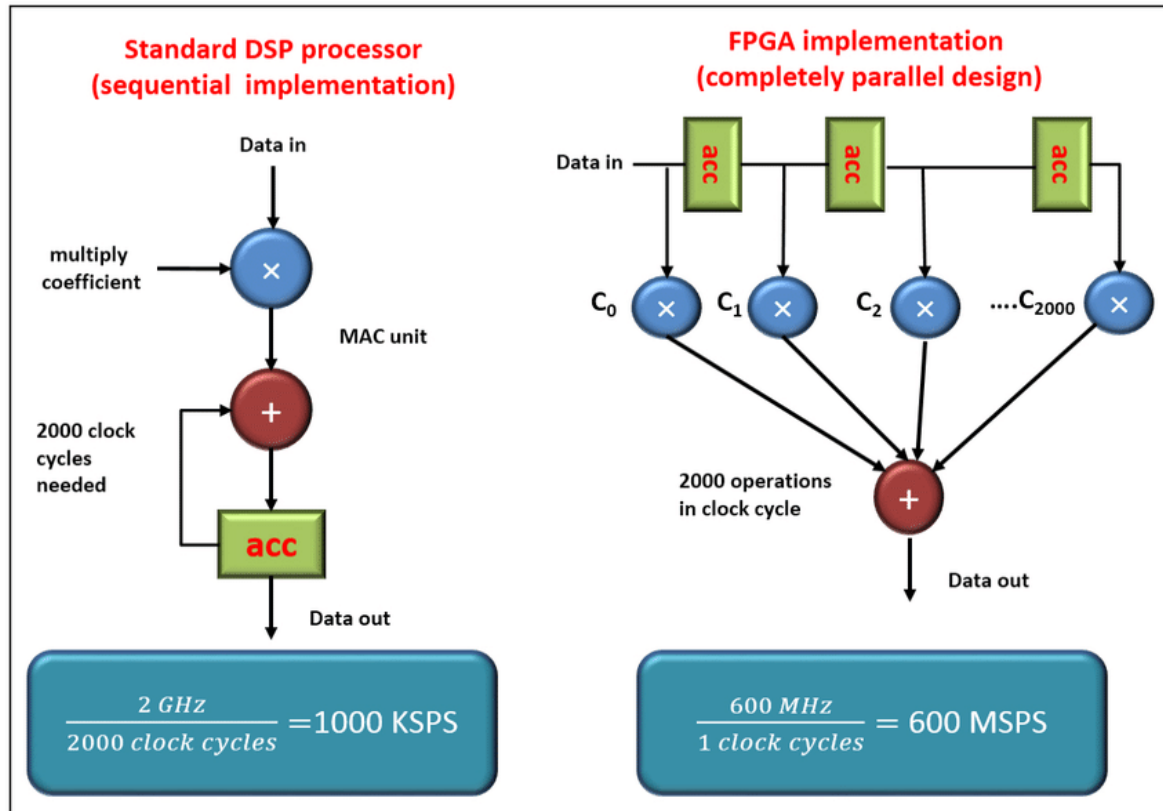 Standard DSP processor
(sequential implementation)
Data in
×
multiply
coefficient
MAC unit
+
2000 clock
cycles
needed
acc
Data out
2 GHz
2000 clock cycles
=1000 KSPS
FPGA implementation
(completely parallel design)
Data in
acc
acc
acc
C₀
×
C₁
×
C₂
×
....C₂₀₀₀
×
2000 operations
in clock cycle
+
Data out
600 MHz
1 clock cycles
= 600 MSPS